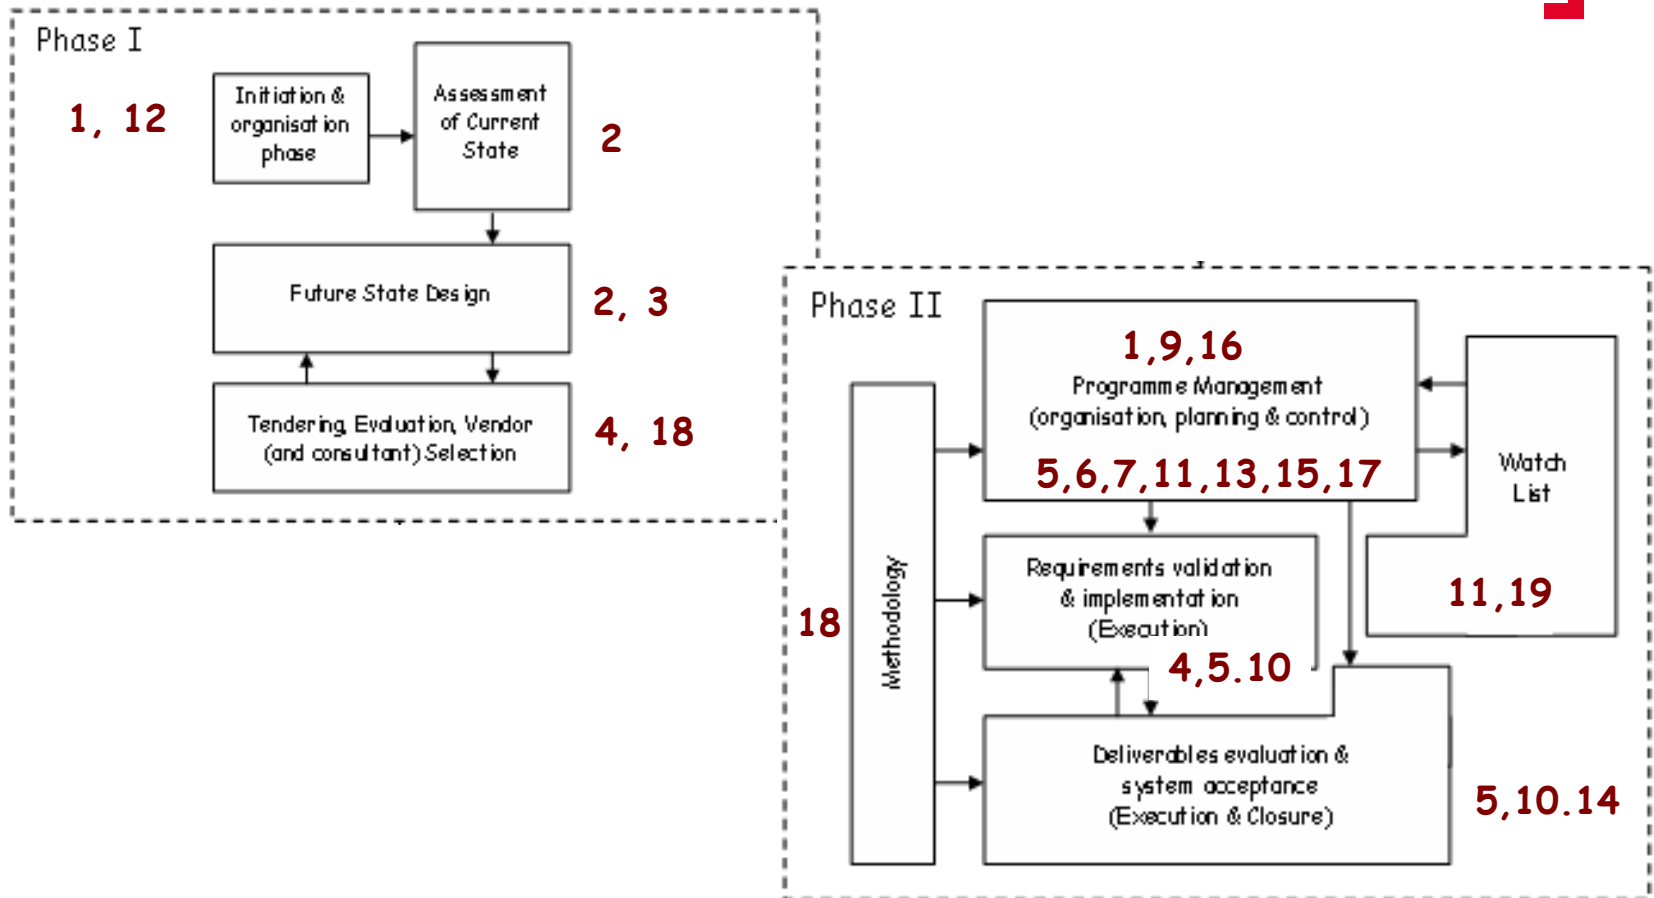 Phase I
1, 12
Initiation &
organisation
phase
Assessment
of Current
State
2
Future State Design
2, 3
Tendering, Evaluation, Vendor
(and consultant) Selection
4, 18
Phase II
1,9,16
Programme Management
(organisation, planning & control)
5,6,7,11,13,15,17
Watch
List
11,19
18
Methodology
Requirements validation
& implementation
(Execution)
4,5.10
Deliverables evaluation &
system acceptance
(Execution & Closure)
5,10.14